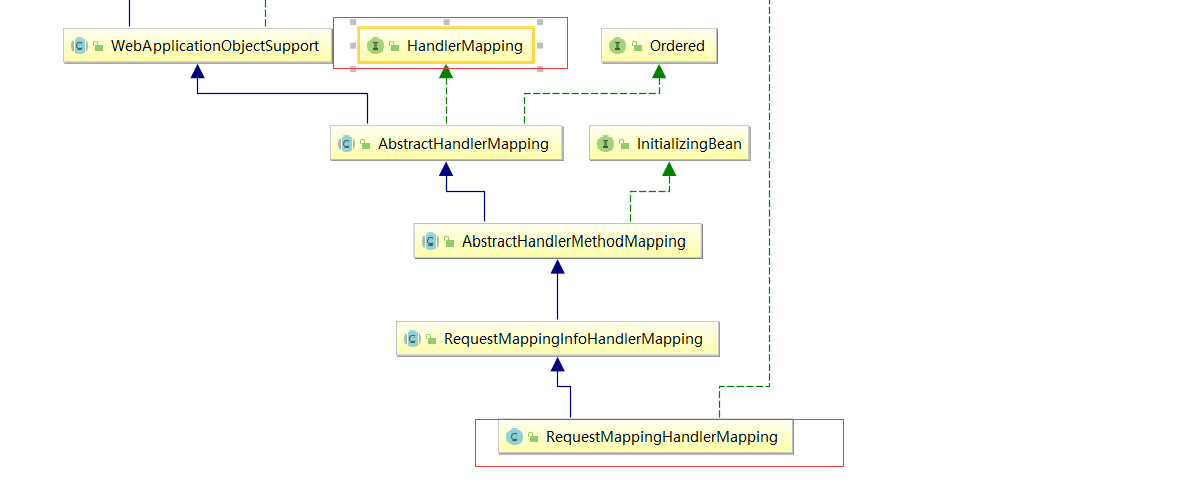 C WebApplicationObjectSupport
I HandlerMapping
I Ordered
C AbstractHandlerMapping
I InitializingBean
C AbstractHandlerMethodMapping
C RequestMappingInfoHandlerMapping
C RequestMappingHandlerMapping